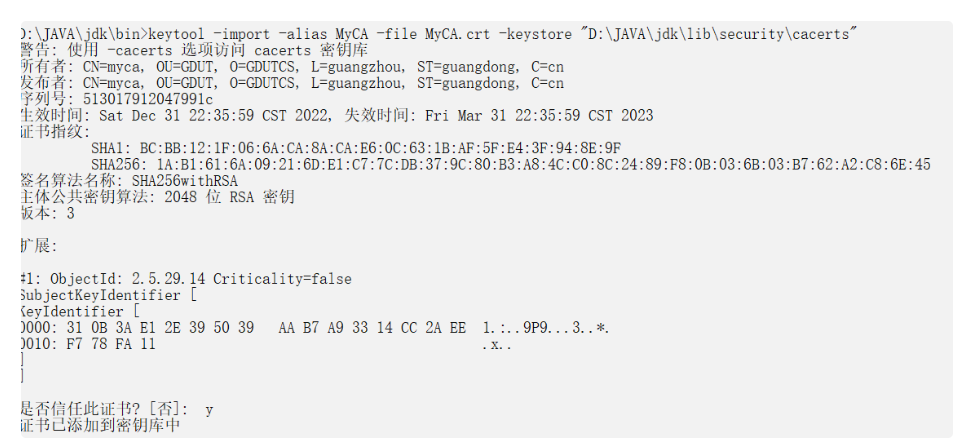 D:\JAVA\jdk\bin>keytool -import -alias MyCA -file MyCA.crt -keystore "D:\JAVA\jdk\lib\security\cacerts"
警告: 使用 -cacerts 选项访问 cacerts 密钥库
所有者: CN=myca, OU=GDUT, O=GDUTCS, L=guangzhou, ST=guangdong, C=cn
发布者: CN=myca, OU=GDUT, O=GDUTCS, L=guangzhou, ST=guangdong, C=cn
序列号: 513017912047991c
生效时间: Sat Dec 31 22:35:59 CST 2022, 失效时间: Fri Mar 31 22:35:59 CST 2023
证书指纹:
SHA1: BC:BB:12:1F:06:6A:CA:8A:CA:E6:0C:63:1B:AF:5F:E4:3F:94:8E:9F
SHA256: 1A:B1:61:6A:09:21:6D:E1:C7:7C:DB:37:9C:80:B3:A8:4C:C0:8C:24:89:F8:0B:03:6B:03:B7:62:A2:C8:6E:45
签名算法名称: SHA256withRSA
主体公共密钥算法: 2048 位 RSA 密钥
版本: 3
扩展:
#1: ObjectId: 2.5.29.14 Criticality=false
SubjectKeyIdentifier [
KeyIdentifier [
0000: 31 0B 3A E1 2E 39 50 39   AA B7 A9 33 14 CC 2A EE  1.:..9P9...3..*.
0010: F7 78 FA 11                                        .x..
]
]
是否信任此证书? [否]:  y
证书已添加到密钥库中